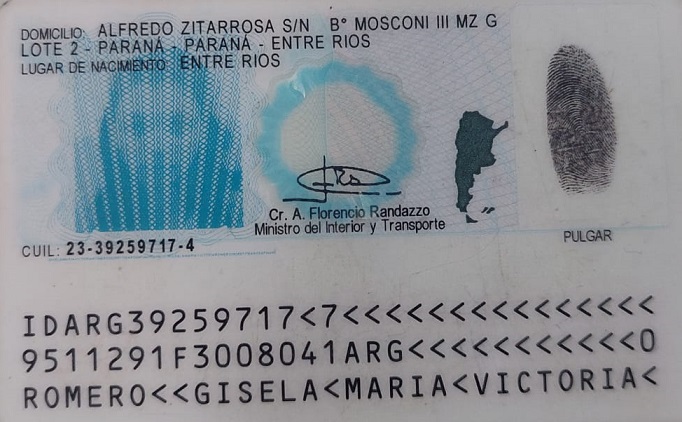 DOMICILIO: ALFREDO ZITARROSA S/N B° MOSCONI III MZ G
LOTE 2 - PARANÁ - PARANÁ - ENTRE RIOS
LUGAR DE NACIMIENTO: ENTRE RIOS
Cr. A. Florencio Randazzo
Ministro del Interior y Transporte
PULGAR
CUIL: 23-39259717-4
IDARG39259717<7<<<<<<<<<<<<<<<
9511291F3008041ARG<<<<<<<<<<<0
ROMERO<<GISELA<MARIA<VICTORIA<